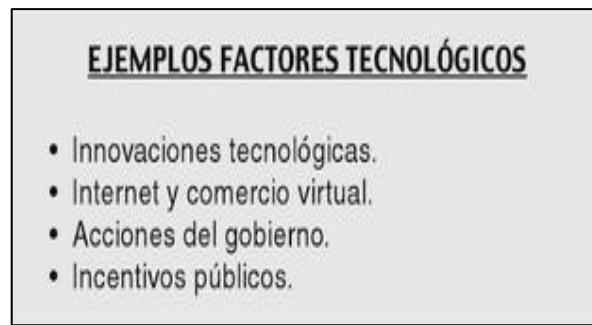 EJEMPLOS FACTORES TECNOLÓGICOS
• Innovaciones tecnológicas.
• Internet y comercio virtual.
• Acciones del gobierno.
• Incentivos públicos.